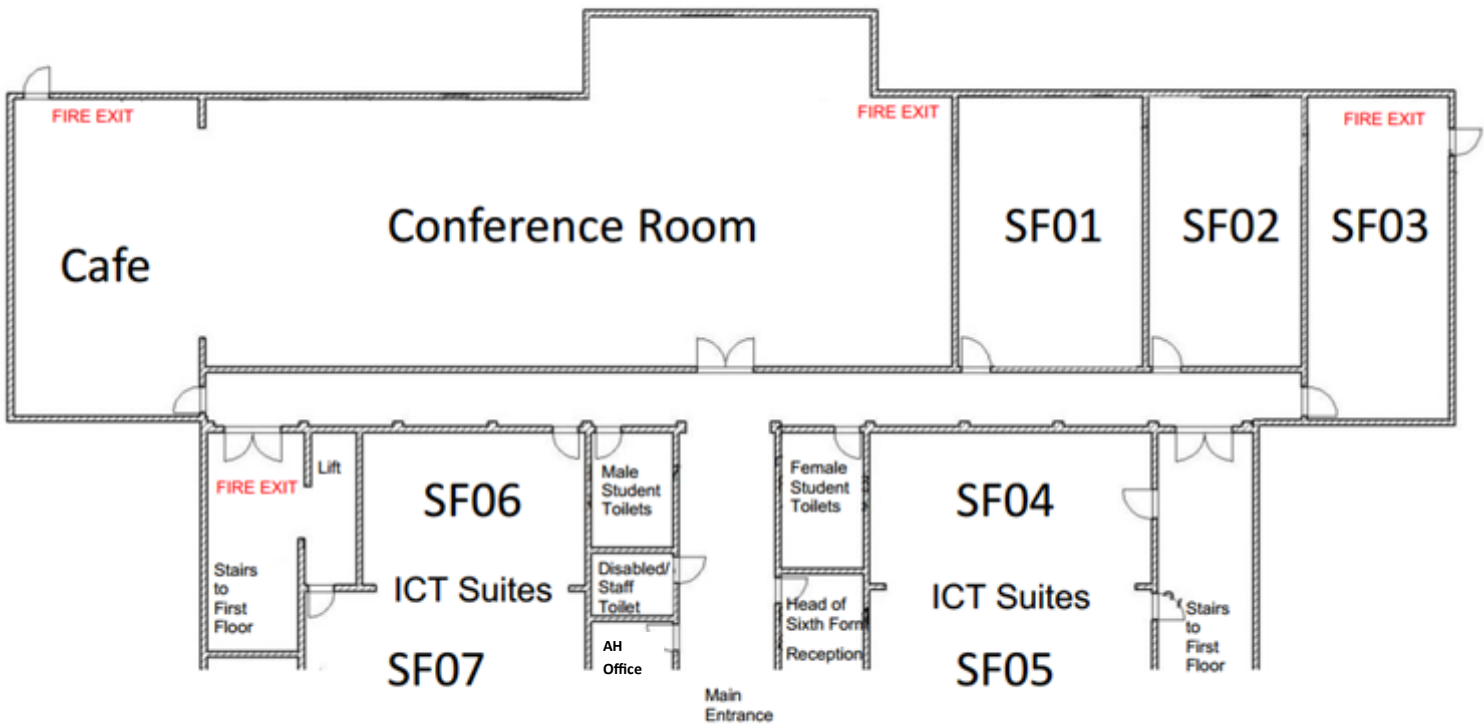 FIRE EXIT
FIRE EXIT
FIRE EXIT
Cafe
Conference Room
SF01
SF02
SF03
FIRE EXIT
Lift
SF06
Male
Student
Toilets
Female
Student
Toilets
SF04
Stairs
to
First
Floor
ICT Suites
Disabled/
Staff
Toilet
Head of
Sixth Form
Reception
ICT Suites
Stairs
to
First
Floor
SF07
AH
Office
SF05
Main
Entrance